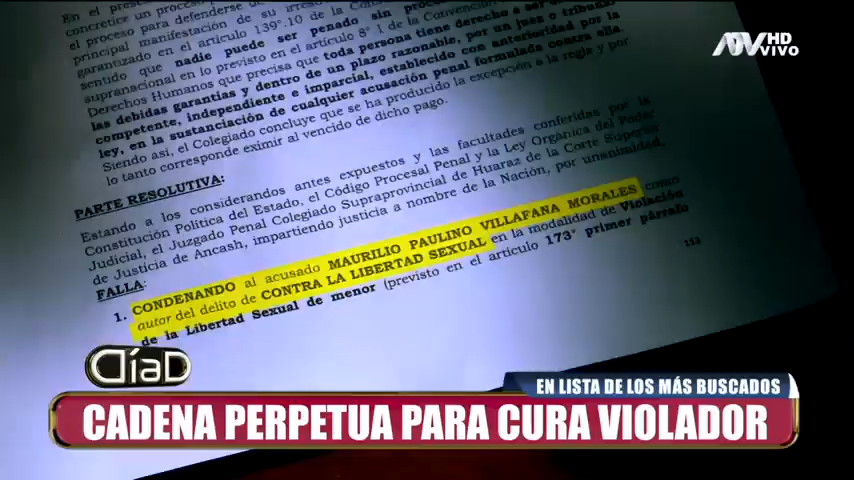 concretice un proceso
el proceso para defenderse d
principal manifestación de su irres
garantizado en el artículo 139°.10 de la Cons
sentido que nadie puede ser penado sin proces
supranacional en lo previsto en el artículo 8° 1 de la Convención
Derechos Humanos que precisa que toda persona tiene derecho a ser
las debidas garantías y dentro de un plazo razonable, por un juez o tribunal
competente, independiente e imparcial, establecido con anterioridad por la
ley, en la sustanciación de cualquier acusación penal formulada contra ella.
Siendo así, el Colegiado concluye que se ha producido la excepción a la regla y por
lo tanto corresponde eximir al vencido de dicho pago.
PARTE RESOLUTIVA:
Estando a los considerandos antes expuestos y las facultades conferidas por la
Constitución Política del Estado, el Código Procesal Penal y la Ley Orgánica del Poder
Judicial, el Juzgado Penal Colegiado Supraprovincial de Huaraz de la Corte Superior
de Justicia de Ancash, impartiendo justicia a nombre de la Nación, por unanimidad,
FALLA:
1. CONDENANDO al acusado MAURILIO PAULINO VILLAFANA MORALES como
autor del delito de CONTRA LA LIBERTAD SEXUAL en la modalidad de Violación
de la Libertad Sexual de menor (previsto en el artículo 173° primer párrafo
113
ATV HD
VIVO
DíaD
EN LISTA DE LOS MÁS BUSCADOS
CADENA PERPETUA PARA CURA VIOLADOR